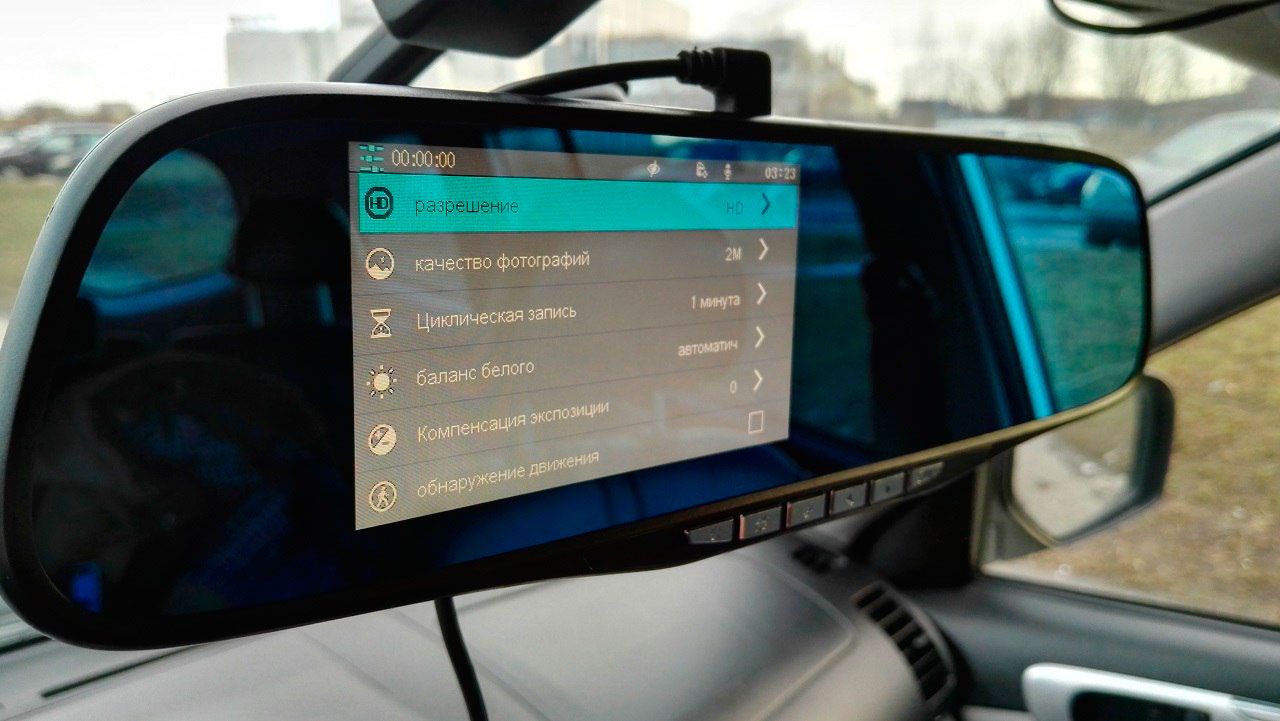 00:00:00 03:23
HD разрешение HD
качество фотографий 2M
Циклическая запись 1 минута
баланс белого автоматич
Компенсация экспозиции 0
обнаружение движения